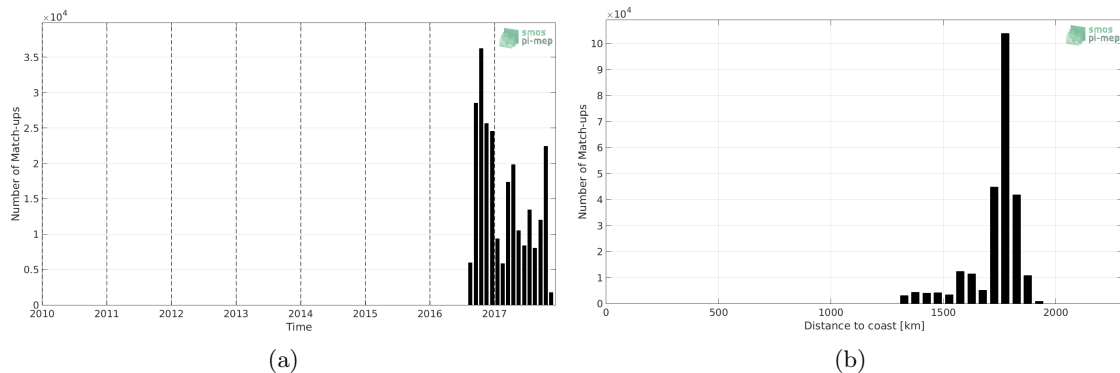 ×10⁴
smos
pi-mep
3.5
3
2.5
2
1.5
1
0.5
0
Number of Match-ups
2010 2011 2012 2013 2014 2015 2016 2017
Time
(a)
×10⁴
smos
pi-mep
10
9
8
7
6
5
4
3
2
1
0
Number of Match-ups
0 500 1000 1500 2000
Distance to coast [km]
(b)